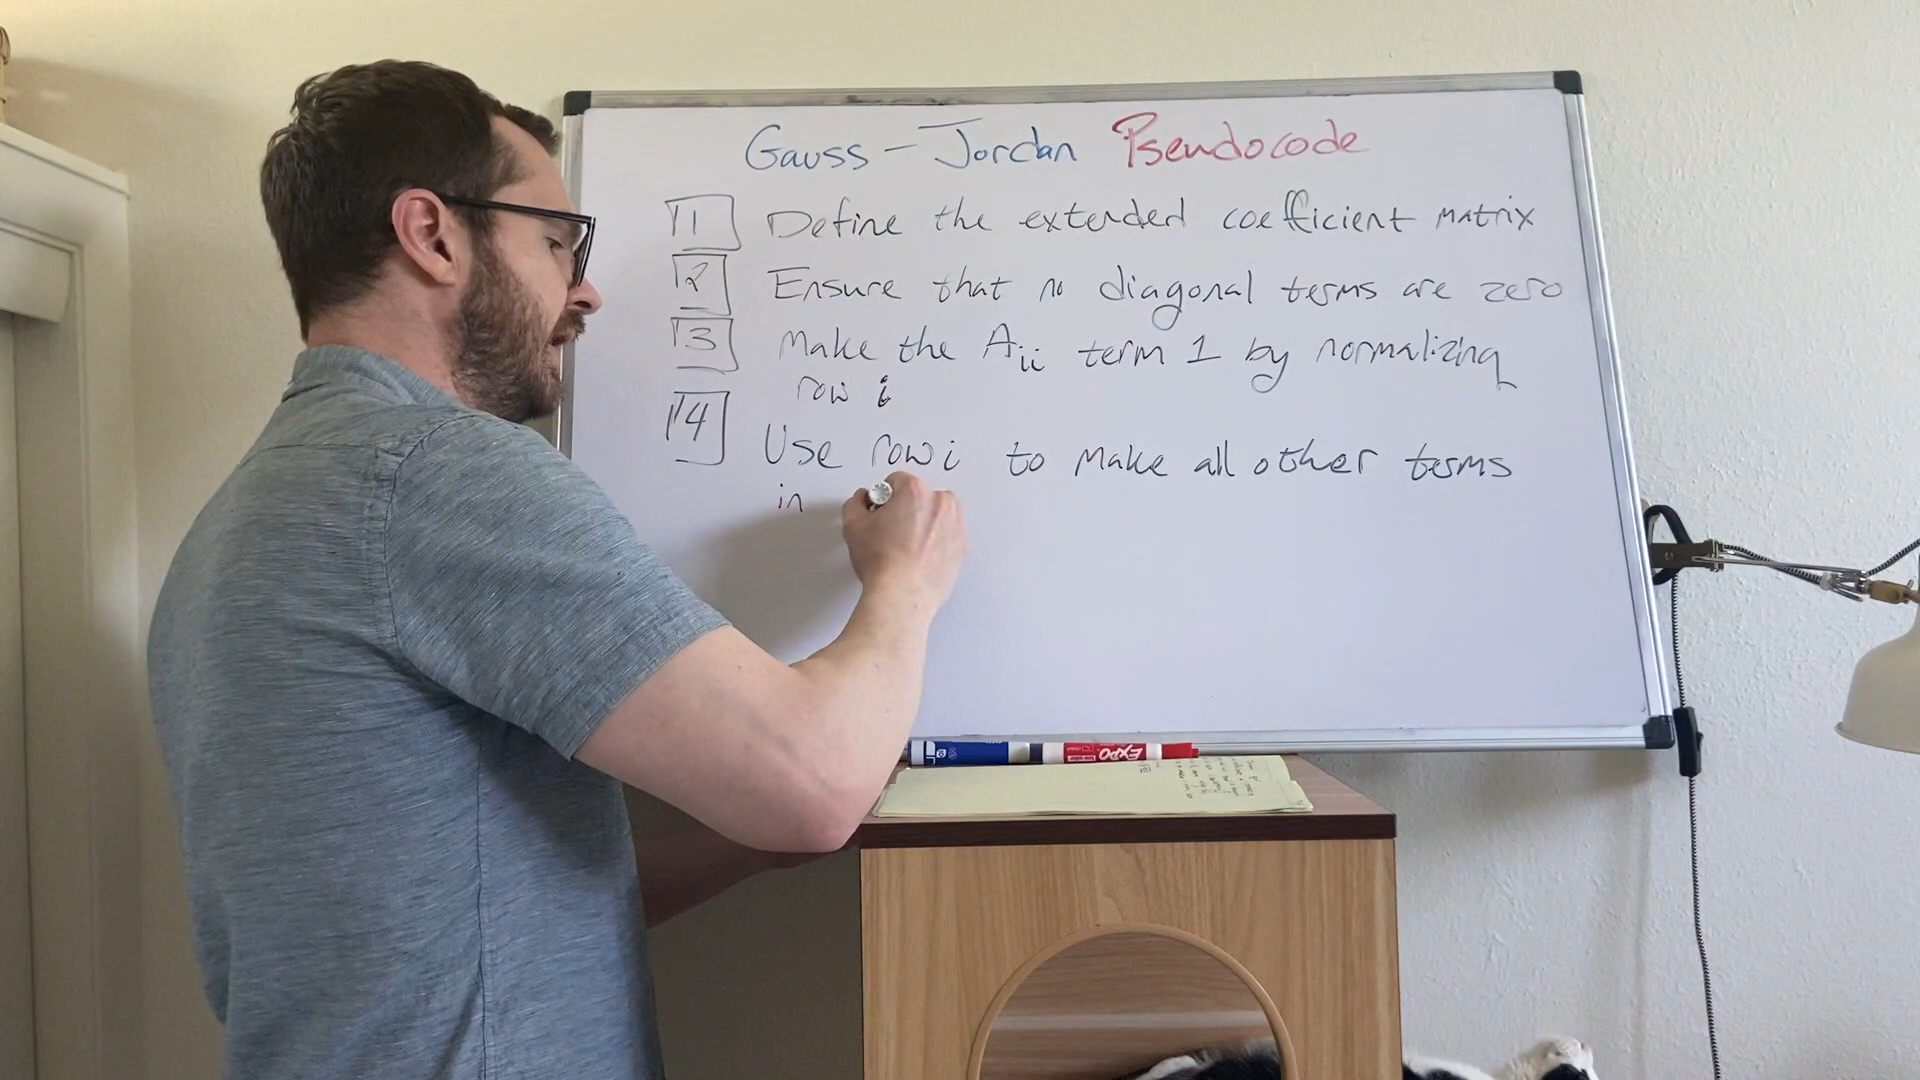 Gauss - Jordan Pseudocode
1 Define the extended coefficient matrix
2 Ensure that no diagonal terms are zero
3 Make the Aii term 1 by normalizing
row i
4 Use row i to make all other terms
in
EXPO